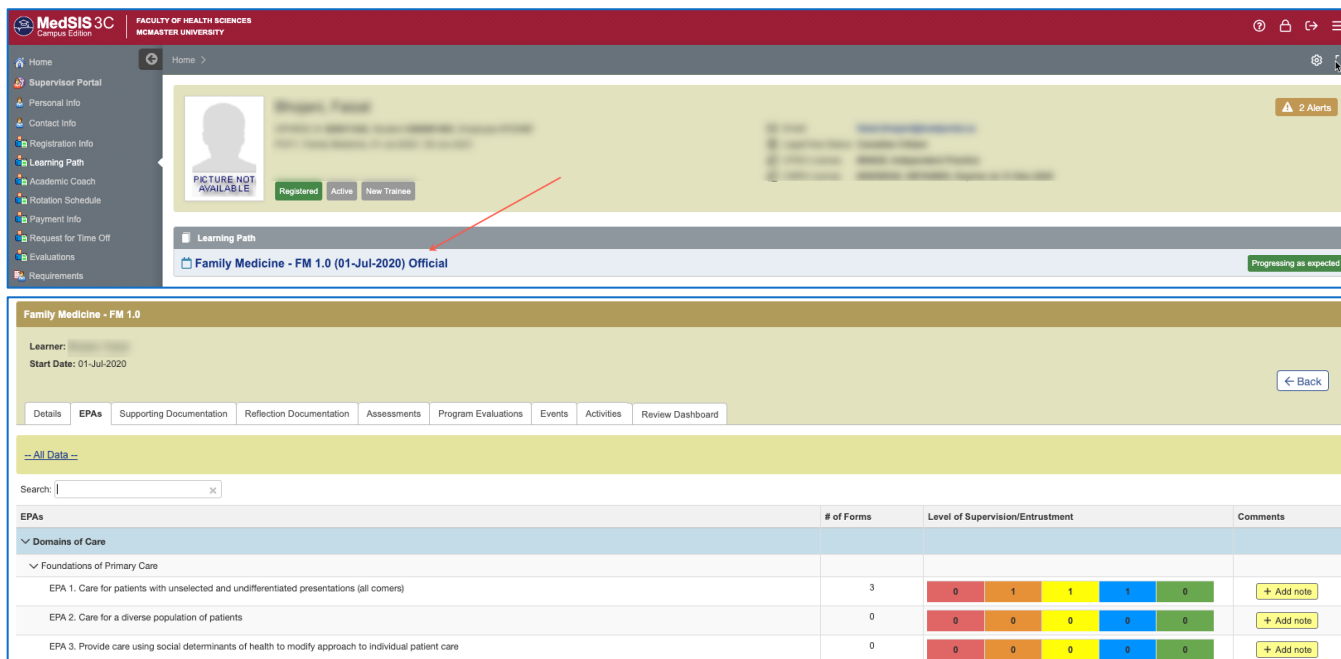 MedSIS 3C
Campus Edition
FACULTY OF HEALTH SCIENCES
MCMASTER UNIVERSITY
Home
Supervisor Portal
Personal Info
Contact Info
Registration Info
Learning Path
Academic Coach
Rotation Schedule
Payment Info
Request for Time Off
Evaluations
Requirements
Home >
2 Alerts
PICTURE NOT
AVAILABLE
Registered Active New Trainee
Learning Path
Family Medicine - FM 1.0 (01-Jul-2020) Official
Progressing as expected
Family Medicine - FM 1.0
Learner:
Start Date: 01-Jul-2020
← Back
Details EPAs Supporting Documentation Reflection Documentation Assessments Program Evaluations Events Activities Review Dashboard
-- All Data --
Search:
EPAs # of Forms Level of Supervision/Entrustment Comments
Domains of Care
Foundations of Primary Care
EPA 1. Care for patients with unselected and undifferentiated presentations (all comers) 3 0 1 1 1 0 + Add note
EPA 2. Care for a diverse population of patients 0 0 0 0 0 0 + Add note
EPA 3. Provide care using social determinants of health to modify approach to individual patient care 0 0 0 0 0 0 + Add note